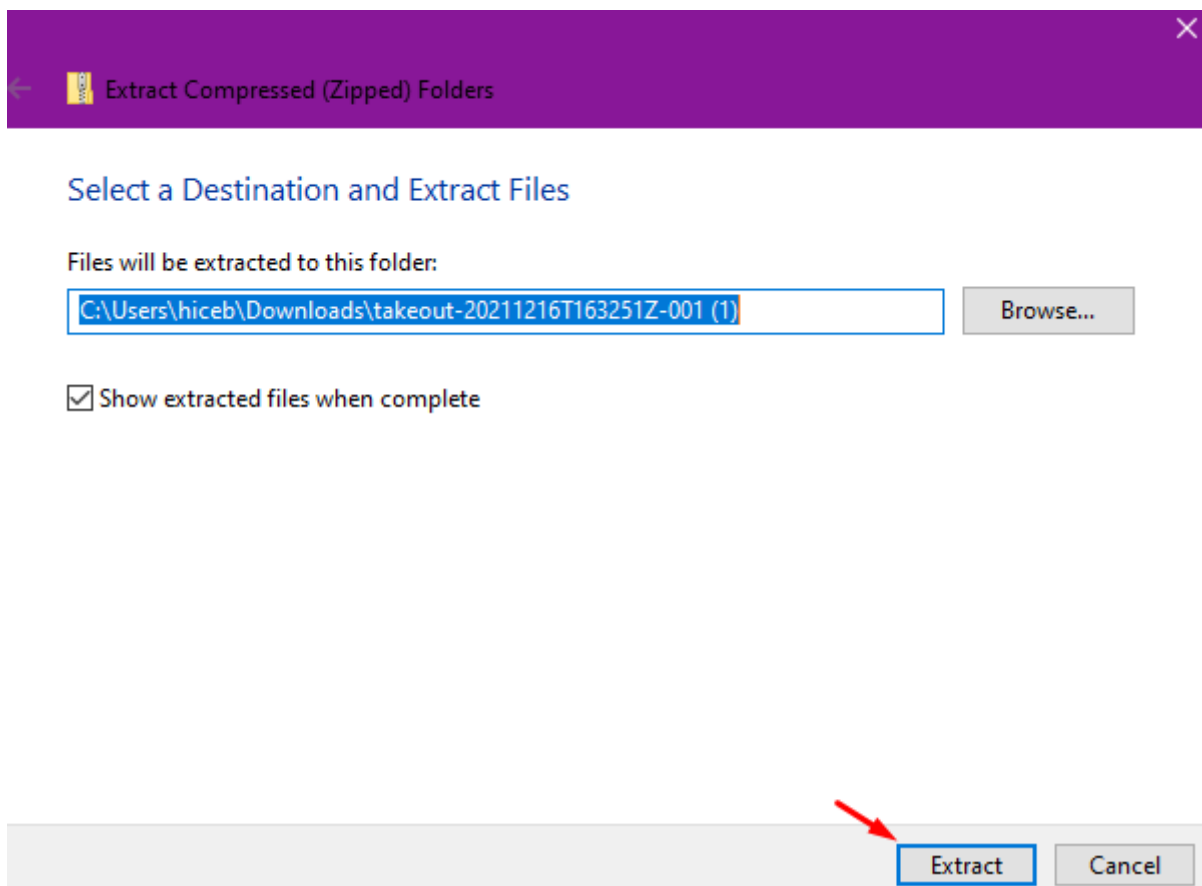 Extract Compressed (Zipped) Folders
Select a Destination and Extract Files
Files will be extracted to this folder:
C:\Users\hiceb\Downloads\takeout-20211216T163251Z-001 (1)
Browse...
Show extracted files when complete
Extract
Cancel